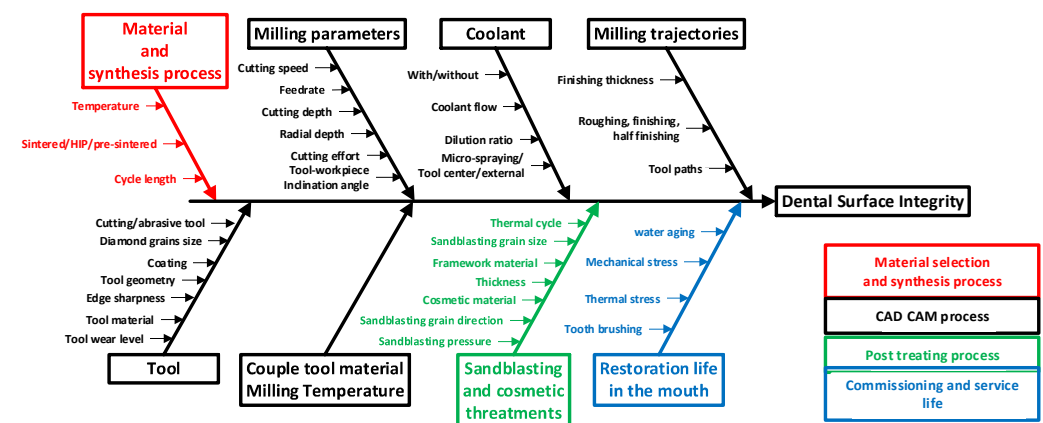 Material
and
synthesis process
Milling parameters
Coolant
Milling trajectories
Temperature
Sintered/HIP/pre-sintered
Cycle length
Cutting speed
Feedrate
Cutting depth
Radial depth
Cutting effort
Tool-workpiece
Inclination angle
With/without
Coolant flow
Dilution ratio
Micro-spraying/
Tool center/external
Finishing thickness
Roughing, finishing,
half finishing
Tool paths
Dental Surface Integrity
Cutting/abrasive tool
Diamond grains size
Coating
Tool geometry
Edge sharpness
Tool material
Tool wear level
Thermal cycle
Sandblasting grain size
Framework material
Thickness
Cosmetic material
Sandblasting grain direction
Sandblasting pressure
water aging
Mechanical stress
Thermal stress
Tooth brushing
Tool
Couple tool material
Milling Temperature
Sandblasting
and cosmetic
threatments
Restoration life
in the mouth
Material selection
and synthesis process
CAD CAM process
Post treating process
Commissioning and service
life